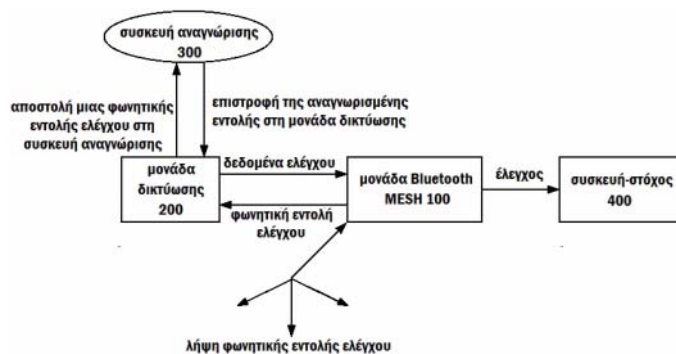 συσκευή αναγνώρισης
300
αποστολή μιας φωνητικής
εντολής ελέγχου στη
συσκευή αναγνώρισης
επιστροφή της αναγνωρισμένης
εντολής στη μονάδα δικτύωσης
μονάδα
δικτύωσης
200
δεδομένα ελέγχου
φωνητική εντολή
ελέγχου
μονάδα Bluetooth
MESH 100
έλεγχος
συσκευή-στόχος
400
λήψη φωνητικής εντολής ελέγχου